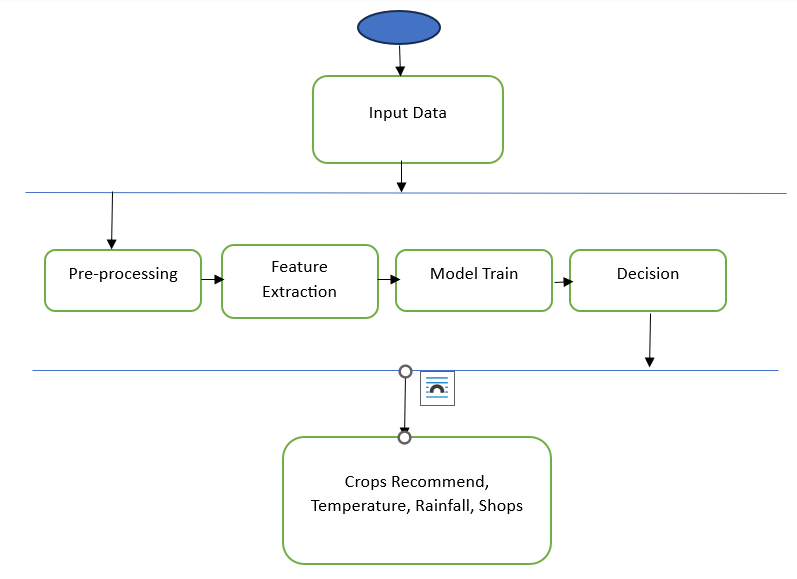 Input Data
Pre-processing
Feature
Extraction
Model Train
Decision
Crops Recommend,
Temperature, Rainfall, Shops